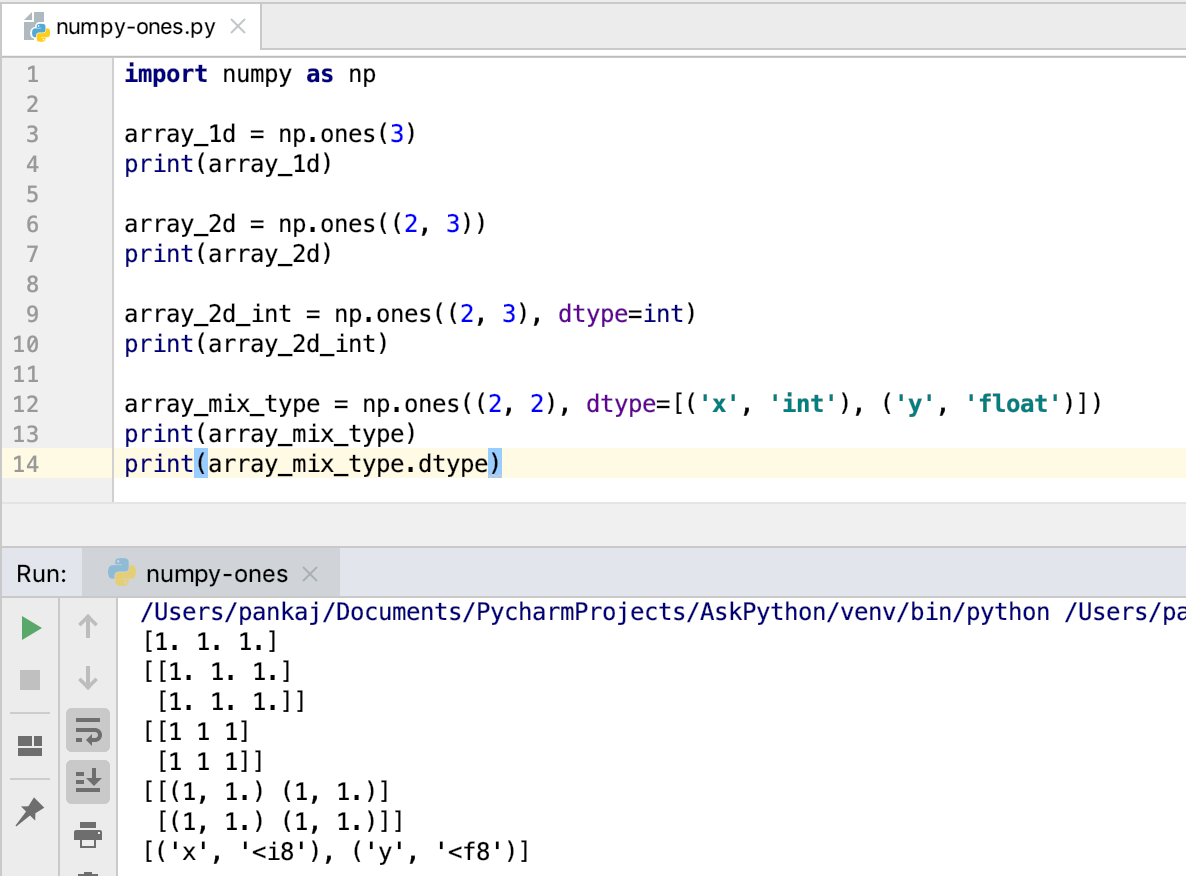 numpy-ones.py
1 import numpy as np
2
3 array_1d = np.ones(3)
4 print(array_1d)
5
6 array_2d = np.ones((2, 3))
7 print(array_2d)
8
9 array_2d_int = np.ones((2, 3), dtype=int)
10 print(array_2d_int)
11
12 array_mix_type = np.ones((2, 2), dtype=[('x', 'int'), ('y', 'float')])
13 print(array_mix_type)
14 print(array_mix_type.dtype)
Run: numpy-ones
/Users/pankaj/Documents/PycharmProjects/AskPython/venv/bin/python /Users/pa
[1. 1. 1.]
[[1. 1. 1.]
 [1. 1. 1.]]
[[1 1 1]
 [1 1 1]]
[[(1, 1.) (1, 1.)]
 [(1, 1.) (1, 1.)]]
[('x', '<i8'), ('y', '<f8')]